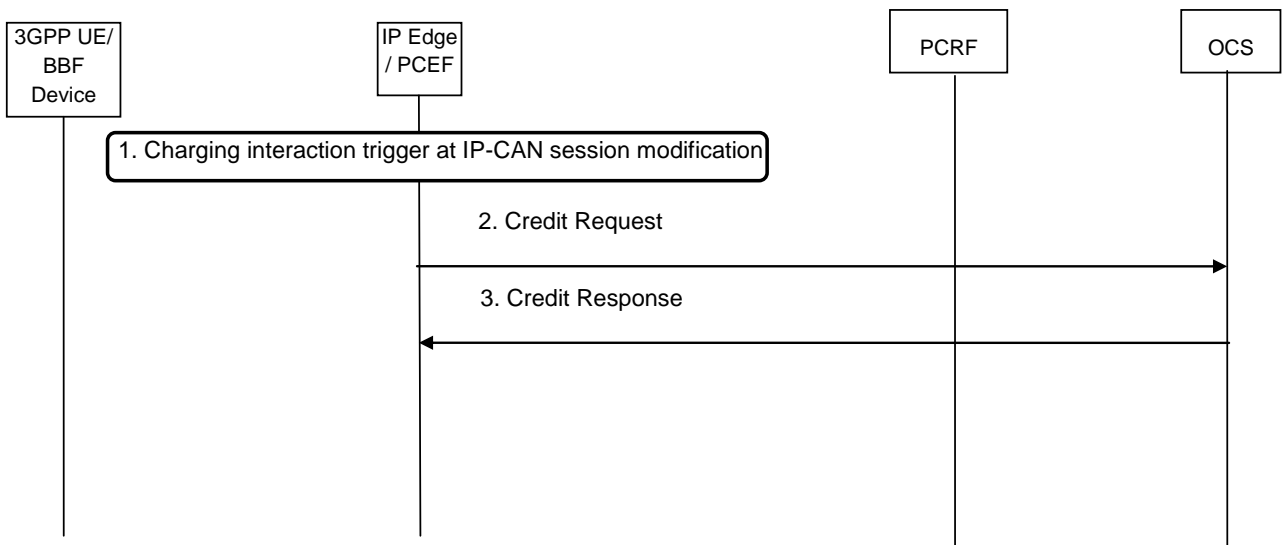 3GPP UE/
BBF
Device
IP Edge
/ PCEF
PCRF
OCS
1. Charging interaction trigger at IP-CAN session modification
2. Credit Request
3. Credit Response